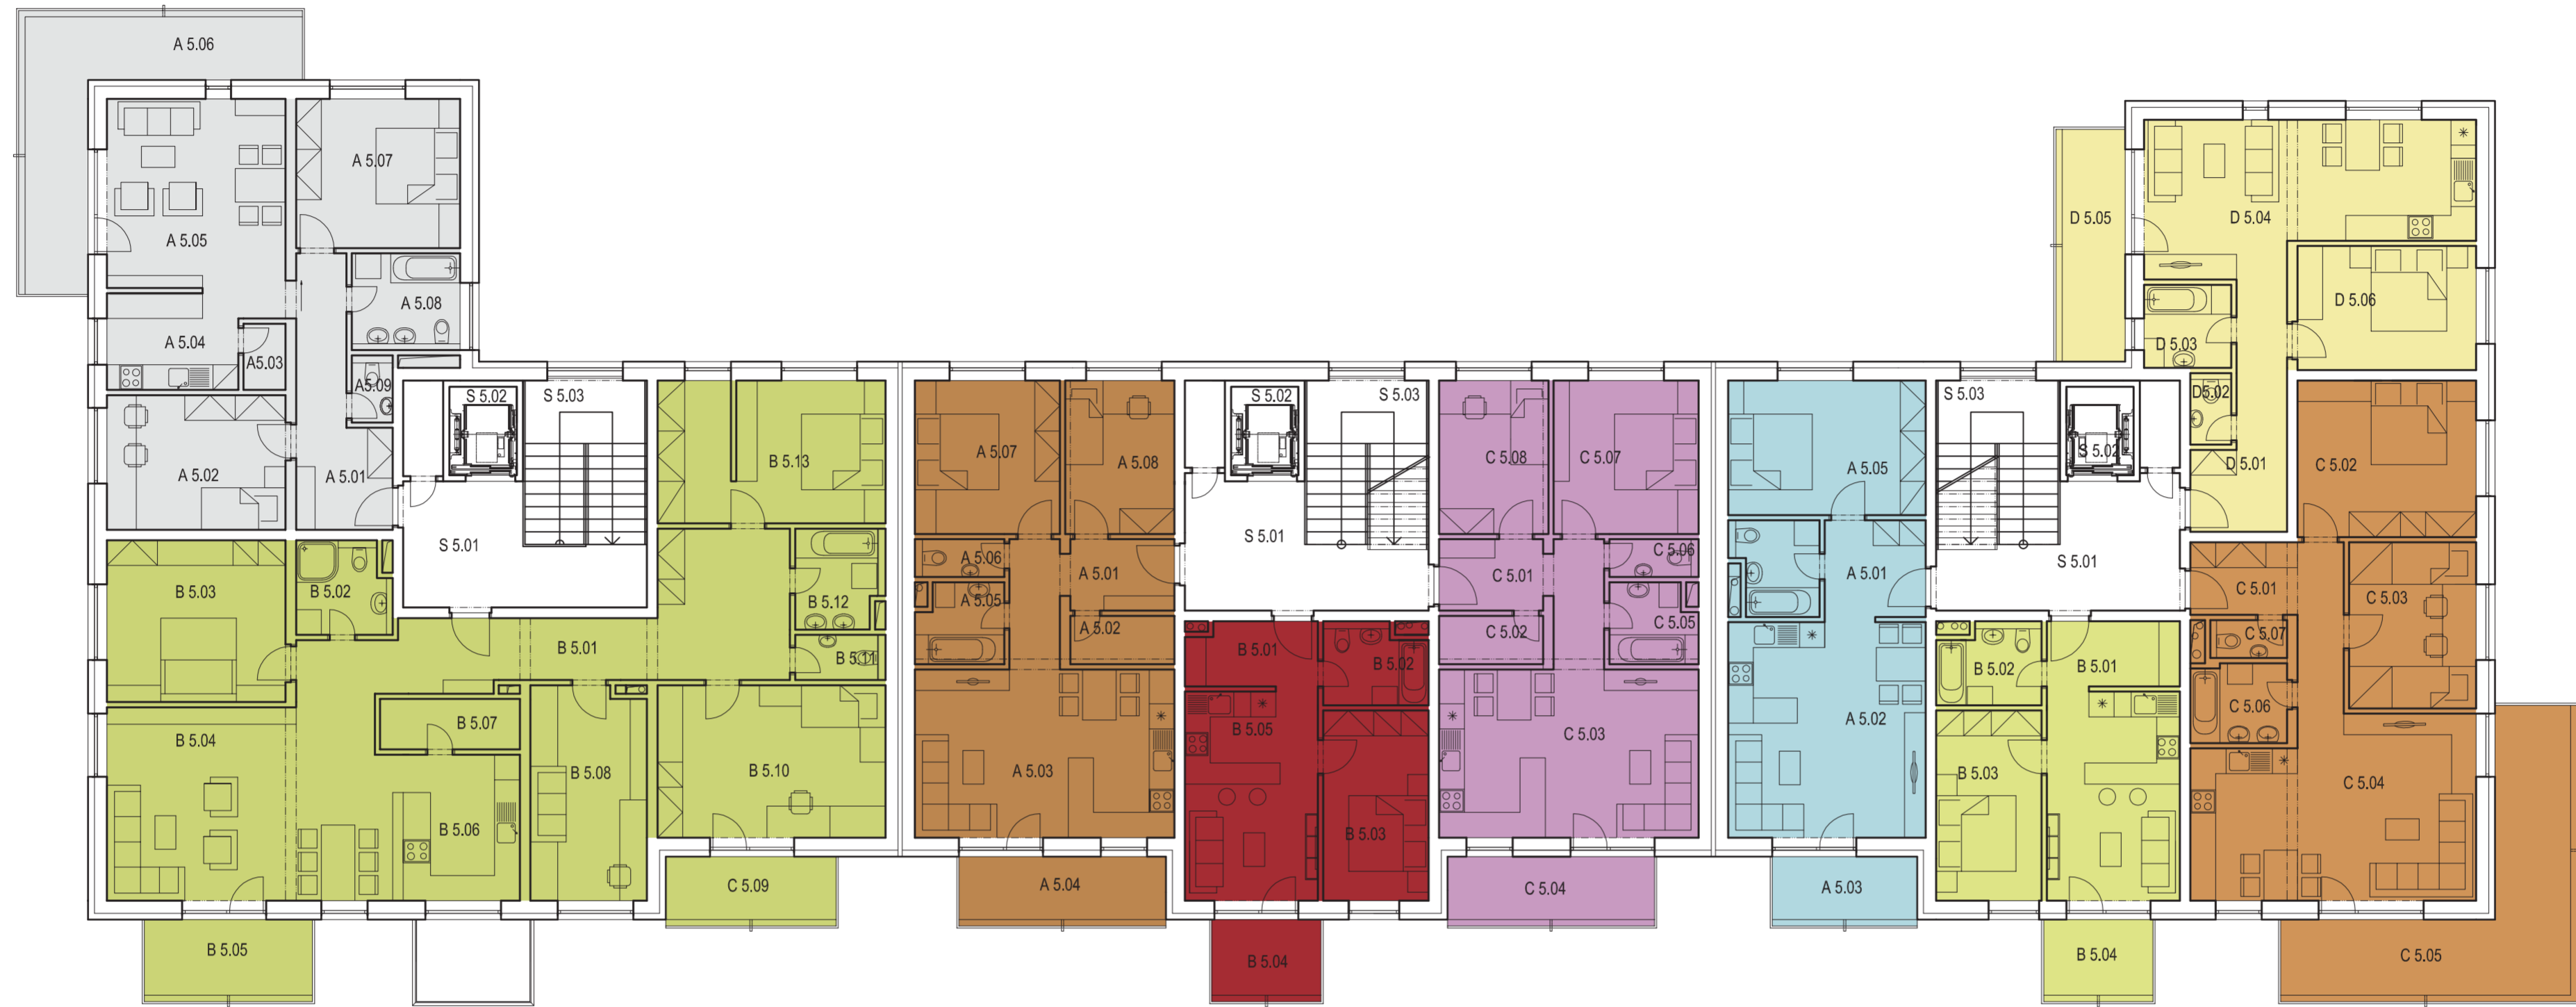 A 5.06
A 5.07
A 5.05
A 5.08
A 5.04
A5.03
A5.09
A 5.02
A 5.01
S 5.02
S 5.03
S 5.01
B 5.13
B 5.03
B 5.02
B 5.12
B 5.01
B 5.11
B 5.04
B 5.07
B 5.08
B 5.10
B 5.06
C 5.09
B 5.05
A 5.07
A 5.08
A 5.06
A 5.01
A 5.05
A 5.02
A 5.03
A 5.04
S 5.02
S 5.03
S 5.01
B 5.01
B 5.02
B 5.05
B 5.03
B 5.04
C 5.08
C 5.07
C 5.06
C 5.01
C 5.05
C 5.02
C 5.03
C 5.04
A 5.05
A 5.01
A 5.02
A 5.03
S 5.03
S 5.02
S 5.01
B 5.02
B 5.01
B 5.03
B 5.04
D 5.05
D 5.04
D 5.06
D 5.03
D5.02
D 5.01
C 5.02
C 5.01
C 5.03
C 5.07
C 5.06
C 5.04
C 5.05